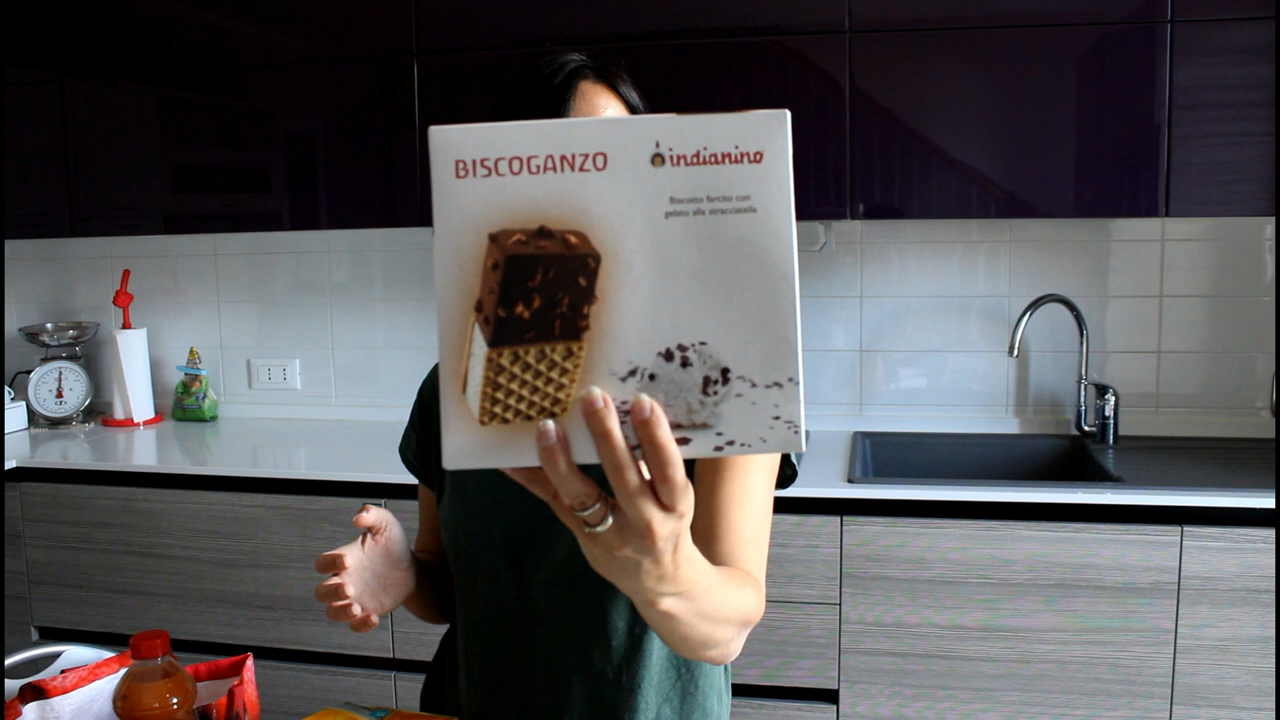 BISCOGANZO
indianino
Biscotto farcito con
gelato alla stracciatella